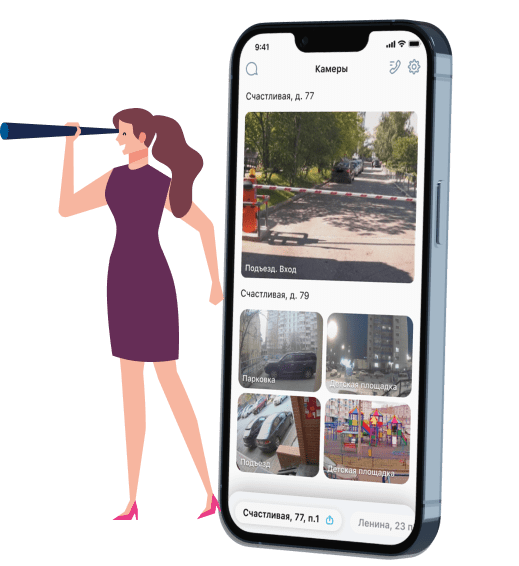 9:41
Камеры
Счастливая, д. 77
Подъезд. Вход
Счастливая, д. 79
Парковка
Детская площадка
Подъезд
Детская площадка
Счастливая, 77, п.1
Ленина, 23 п